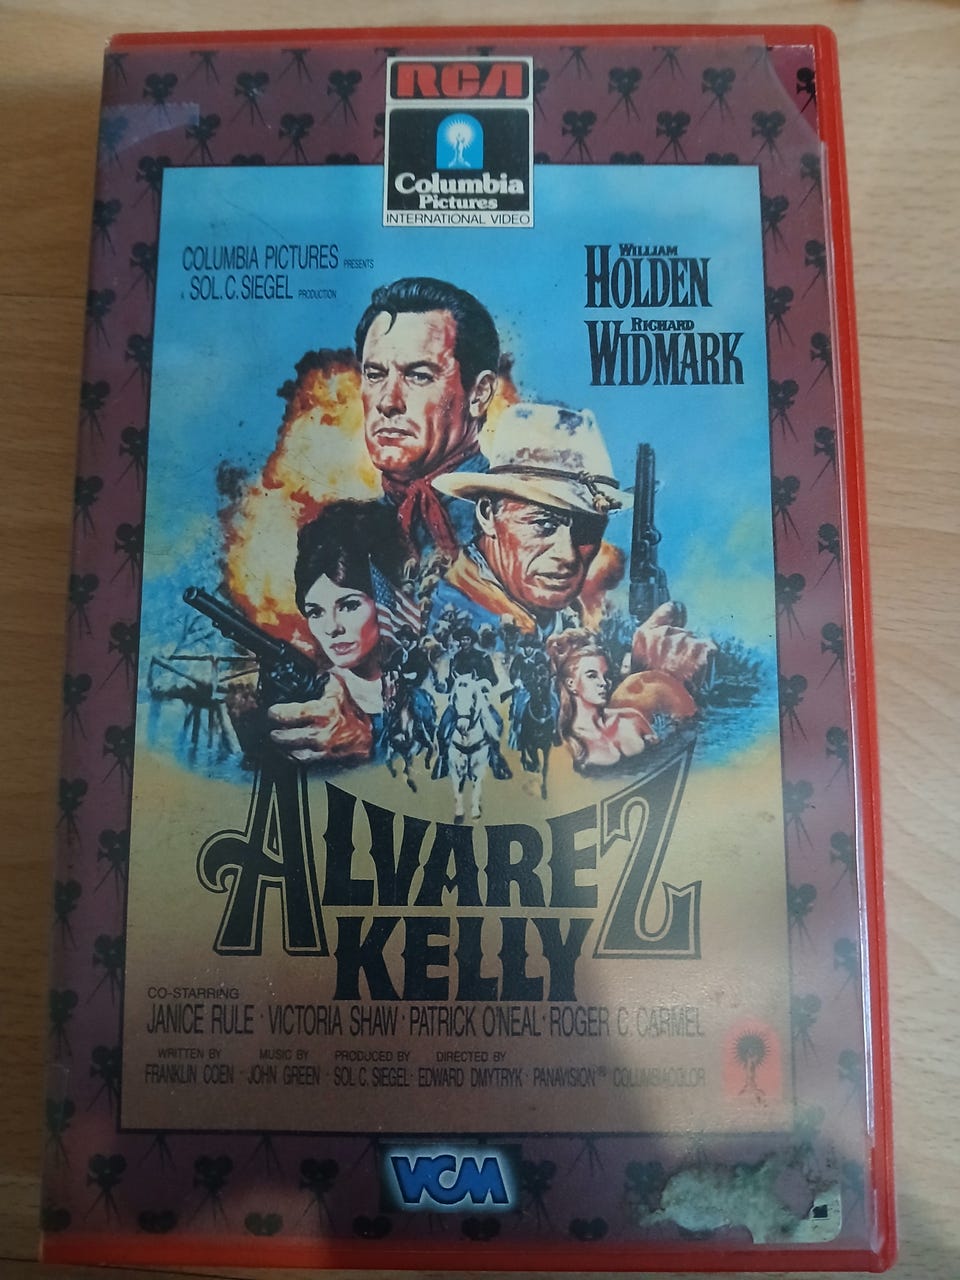 RCA
Columbia
Pictures
INTERNATIONAL VIDEO
COLUMBIA PICTURES PRESENTS
A SOL.C.SIEGEL PRODUCTION
WILLIAM
HOLDEN
RICHARD
WIDMARK
ALVAREZ
KELLY
CO-STARRING
JANICE RULE · VICTORIA SHAW · PATRICK O'NEAL · ROGER C. CARMEL
WRITTEN BY MUSIC BY PRODUCED BY DIRECTED BY
FRANKLIN COEN · JOHN GREEN · SOL C. SIEGEL · EDWARD DMYTRYK · PANAVISION® COLUMBIACOLOR
VCM